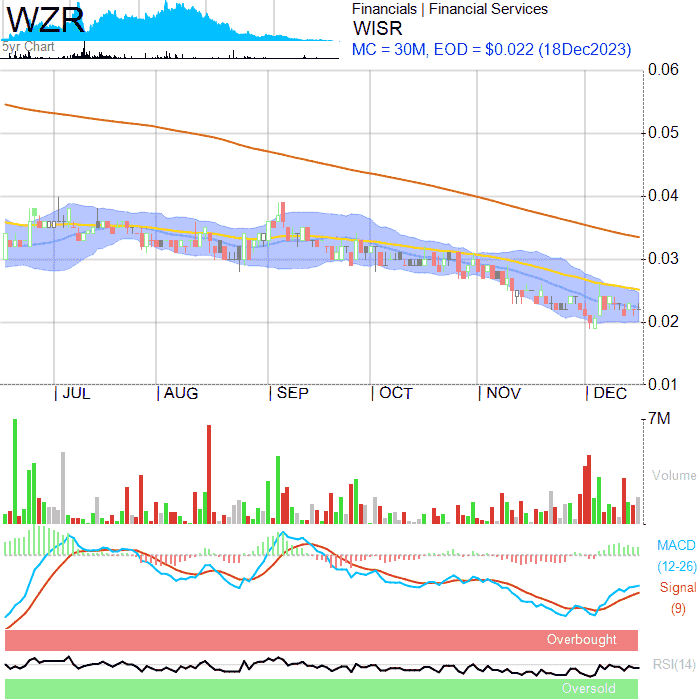 WZR
5yr Chart
Financials | Financial Services
WISR
MC = 30M, EOD = $0.022 (18Dec2023)
0.06
0.05
0.04
0.03
0.02
0.01
JUL AUG SEP OCT NOV DEC
7M
Volume
MACD
(12-26)
Signal
(9)
Overbought
RSI(14)
Oversold